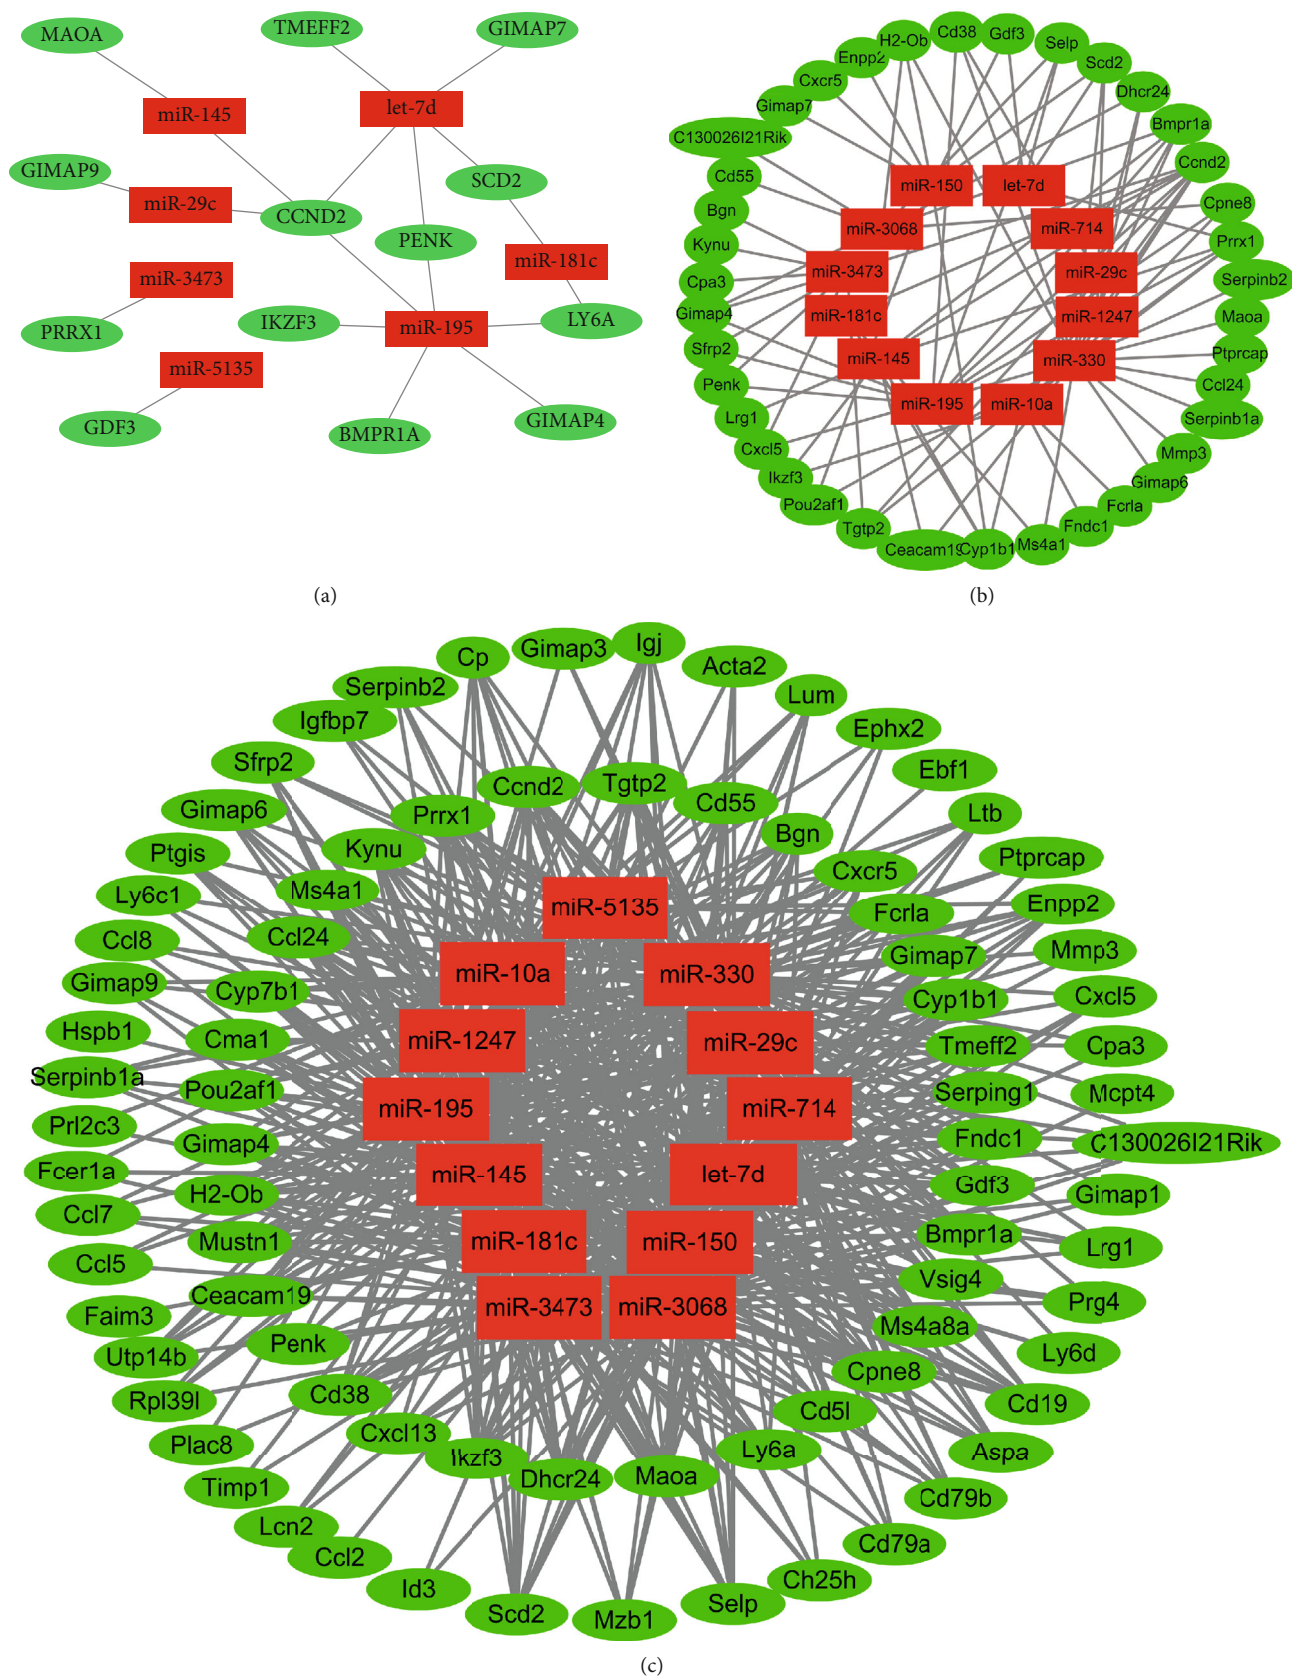 MAOA
TMEFF2
GIMAP7
miR-145
let-7d
GIMAP9
miR-29c
CCND2
SCD2
PENK
miR-181c
miR-3473
PRRX1
IKZF3
miR-195
LY6A
miR-5135
GDF3
BMPR1A
GIMAP4
(a)
H2-Ob
Cd38
Gdf3
Selp
Enpp2
Scd2
Cxcr5
Dhcr24
Gimap7
Bmpr1a
C130026I21Rik
Ccnd2
Cd55
miR-150
let-7d
Bgn
Cpne8
miR-3068
miR-714
Kynu
Prrx1
miR-3473
miR-29c
Cpa3
Serpinb2
Gimap4
miR-181c
miR-1247
Maoa
Sfrp2
miR-145
miR-330
Ptprcap
Penk
Ccl24
miR-195
miR-10a
Lrg1
Serpinb1a
Cxcl5
Mmp3
Ikzf3
Gimap6
Pou2af1
Fcrla
Tgtp2
Fndc1
Ceacam19
Cyp1b1
Ms4a1
(b)
Cp
Gimap3
Igj
Acta2
Serpinb2
Lum
Igfbp7
Ephx2
Sfrp2
Ebf1
Ccnd2
Tgtp2
Cd55
Gimap6
Prrx1
Bgn
Ltb
Ptgis
Kynu
Cxcr5
Ptprcap
Ly6c1
Ms4a1
miR-5135
Fcrla
Enpp2
Ccl8
Ccl24
Gimap7
Mmp3
Gimap9
Cyp7b1
miR-10a
miR-330
Cyp1b1
Cxcl5
Hspb1
Cma1
miR-1247
miR-29c
Tmeff2
Cpa3
Serpinb1a
Pou2af1
miR-195
miR-714
Serping1
Mcpt4
Prl2c3
Gimap4
Fndc1
C130026I21Rik
Fcer1a
H2-Ob
miR-145
let-7d
Gdf3
Gimap1
Ccl7
Mustn1
miR-181c
miR-150
Bmpr1a
Lrg1
Ccl5
Ceacam19
Vsig4
Prg4
Faim3
miR-3473
miR-3068
Ms4a8a
Utp14b
Penk
Ly6d
Rpl39l
Cd38
Cpne8
Cd19
Plac8
Cxcl13
Cd5l
Aspa
Timp1
Ikzf3
Dhcr24
Maoa
Ly6a
Cd79b
Lcn2
Cd79a
Ccl2
Ch25h
Id3
Scd2
Mzb1
Selp
(c)